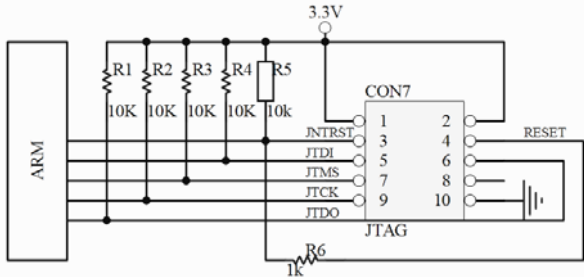 3.3V
R1 R2 R3 R4 R5
CON7
10K 10K 10K 10K 10k
1 2
JNTRST 3 4 RESET
JTDI 5 6
JTMS 7 8
JTCK 9 10
JTDO
JTAG
R6
1k
ARM